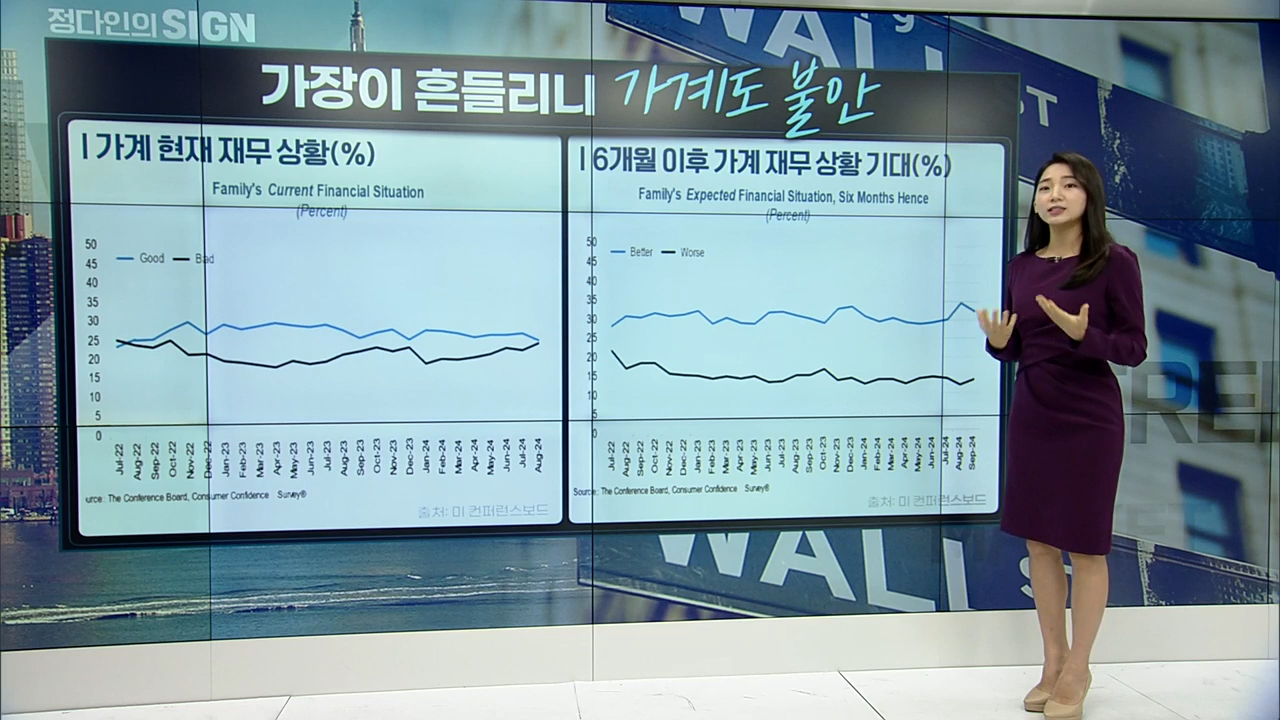 정다인의 SIGN
가장이 흔들리니 가계도 불안
가계 현재 재무 상황(%)
Family's Current Financial Situation
(Percent)
50
45
40
35
30
25
20
15
10
5
0
Good Bad
Jul-22 Aug-22 Sep-22 Oct-22 Nov-22 Dec-22 Jan-23 Feb-23 Mar-23 Apr-23 May-23 Jun-23 Jul-23 Aug-23 Sep-23 Oct-23 Nov-23 Dec-23 Jan-24 Feb-24 Mar-24 Apr-24 May-24 Jun-24 Jul-24 Aug-24
urce: The Conference Board, Consumer Confidence Survey®
출처: 미 컨퍼런스보드
6개월 이후 가계 재무 상황 기대(%)
Family's Expected Financial Situation, Six Months Hence
(Percent)
50
45
40
35
30
25
20
15
10
5
0
Better Worse
Jul-22 Aug-22 Sep-22 Oct-22 Nov-22 Dec-22 Jan-23 Feb-23 Mar-23 Apr-23 May-23 Jun-23 Jul-23 Aug-23 Sep-23 Oct-23 Nov-23 Dec-23 Jan-24 Feb-24 Mar-24 Apr-24 May-24 Jun-24 Jul-24 Aug-24 Sep-24
Source: The Conference Board, Consumer Confidence Survey®
출처: 미 컨퍼런스보드
WALL
ST
WALL S